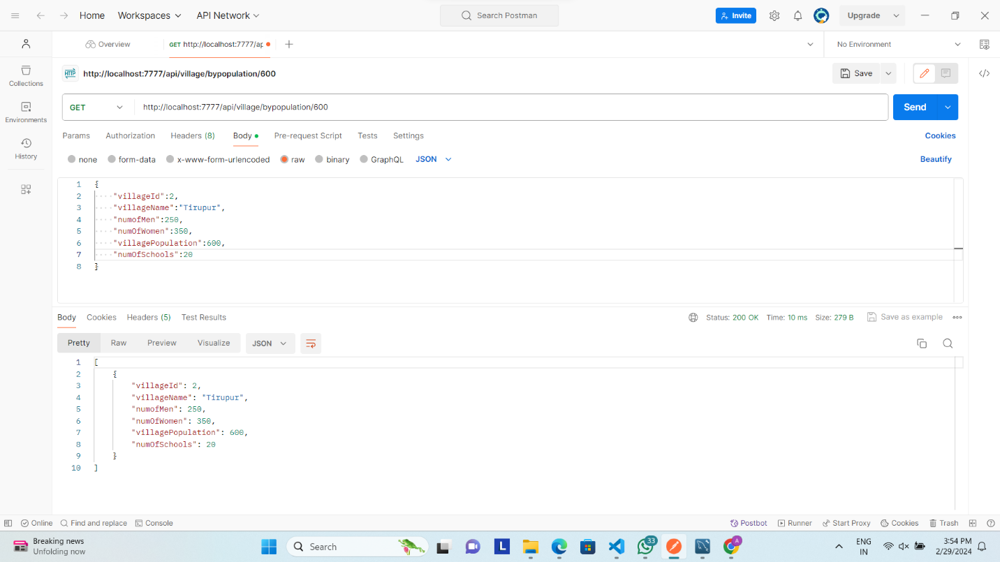 Home Workspaces API Network Search Postman Invite Upgrade
Overview GET http://localhost:7777/ap No Environment
HTTP http://localhost:7777/api/village/bypopulation/600 Save
Collections
Environments
History
GET http://localhost:7777/api/village/bypopulation/600 Send
Params Authorization Headers (8) Body Pre-request Script Tests Settings Cookies
none form-data x-www-form-urlencoded raw binary GraphQL JSON Beautify
1 {
2 "villageId":2,
3 "villageName":"Tirupur",
4 "numofMen":250,
5 "numOfWomen":350,
6 "villagePopulation":600,
7 "numOfSchools":20
8 }
Body Cookies Headers (5) Test Results Status: 200 OK Time: 10 ms Size: 279 B Save as example
Pretty Raw Preview Visualize JSON
1 [
2 {
3 "villageId": 2,
4 "villageName": "Tirupur",
5 "numofMen": 250,
6 "numOfWomen": 350,
7 "villagePopulation": 600,
8 "numOfSchools": 20
9 }
10 ]
Online Find and replace Console Postbot Runner Start Proxy Cookies Trash
Breaking news
Unfolding now
Search
L
33
A
ENG
IN
3:54 PM
2/29/2024